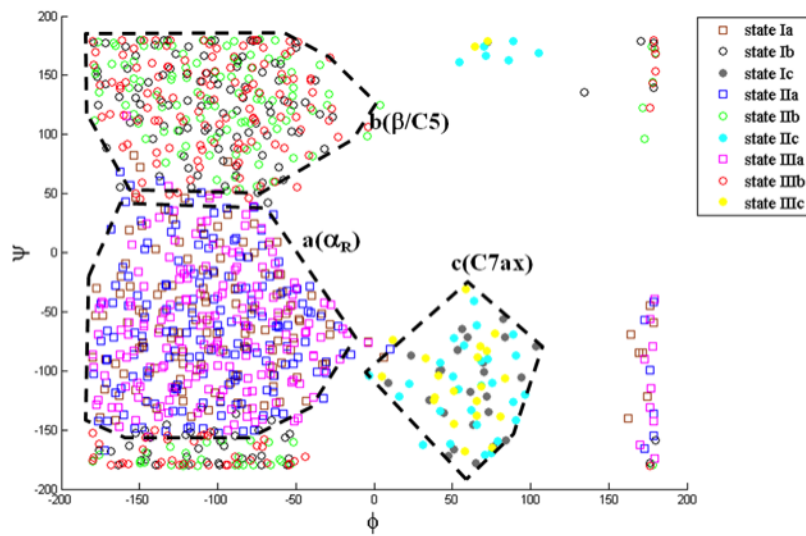 200
150
100
50
0
-50
-100
-150
-200
ψ
-200
-150
-100
-50
0
50
100
150
200
ϕ
b(β/C5)
a(αR)
c(C7ax)
state Ia
state Ib
state Ic
state IIa
state IIb
state IIc
state IIIa
state IIIb
state IIIc